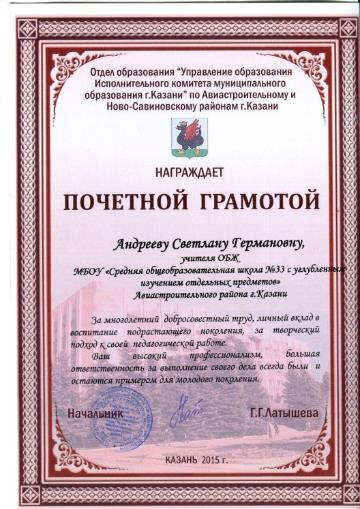 Отдел образования "Управление образования
Исполнительного комитета муниципального
образования г.Казани" по Авиастроительному и
Ново-Савиновскому районам г.Казани
НАГРАЖДАЕТ
ПОЧЕТНОЙ ГРАМОТОЙ
Андрееву Светлану Германовну,
учителя ОБЖ
МБОУ «Средняя общеобразовательная школа №33 с углубленным
изучением отдельных предметов»
Авиастроительного района г.Казани
За многолетний добросовестный труд, личный вклад в
воспитание подрастающего поколения, за творческий
подход к своей педагогической работе.
Ваш высокий профессионализм, большая
ответственность за выполнение своего дела всегда были и
остаются примером для молодого поколения.
Начальник Г.Г.Латышева
КАЗАНЬ 2015 г.